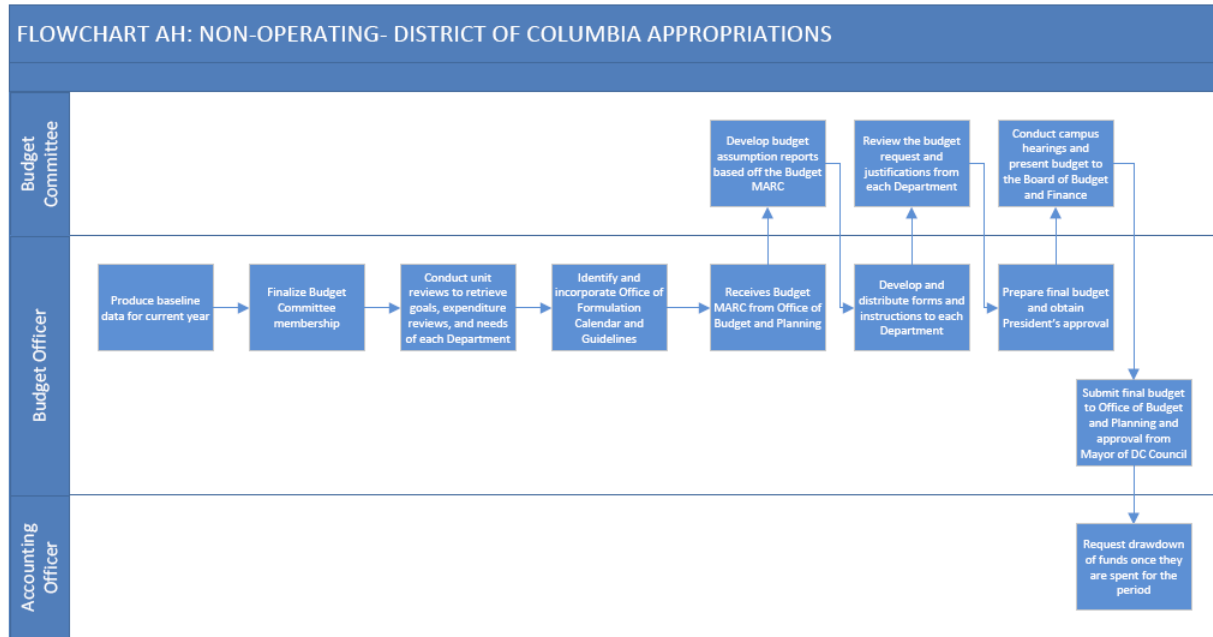 FLOWCHART AH: NON-OPERATING- DISTRICT OF COLUMBIA APPROPRIATIONS
Budget
Committee
Develop budget
assumption reports
based off the Budget
MARC
Review the budget
request and
justifications from
each Department
Conduct campus
hearings and
present budget to
the Board of Budget
and Finance
Budget Officer
Produce baseline
data for current year
Finalize Budget
Committee
membership
Conduct unit
reviews to retrieve
goals, expenditure
reviews, and needs
of each Department
Identify and
incorporate Office of
Formulation
Calendar and
Guidelines
Receives Budget
MARC from Office of
Budget and Planning
Develop and
distribute forms and
instructions to each
Department
Prepare final budget
and obtain
President's approval
Submit final budget
to Office of Budget
and Planning and
approval from
Mayor of DC Council
Accounting
Officer
Request drawdown
of funds once they
are spent for the
period